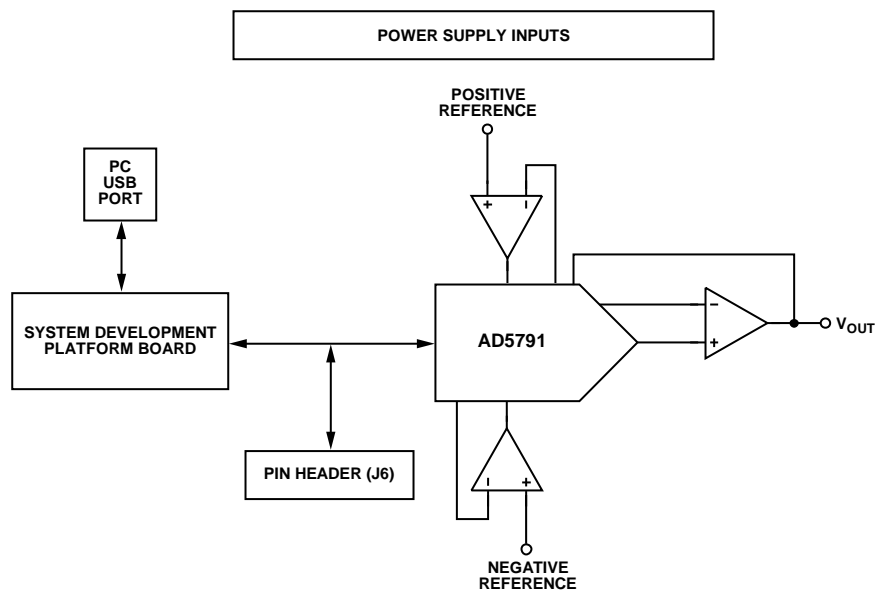 POWER SUPPLY INPUTS
POSITIVE
REFERENCE
PC
USB
PORT
+ –
SYSTEM DEVELOPMENT
PLATFORM BOARD
AD5791
–
+
VOUT
PIN HEADER (J6)
– +
NEGATIVE
REFERENCE